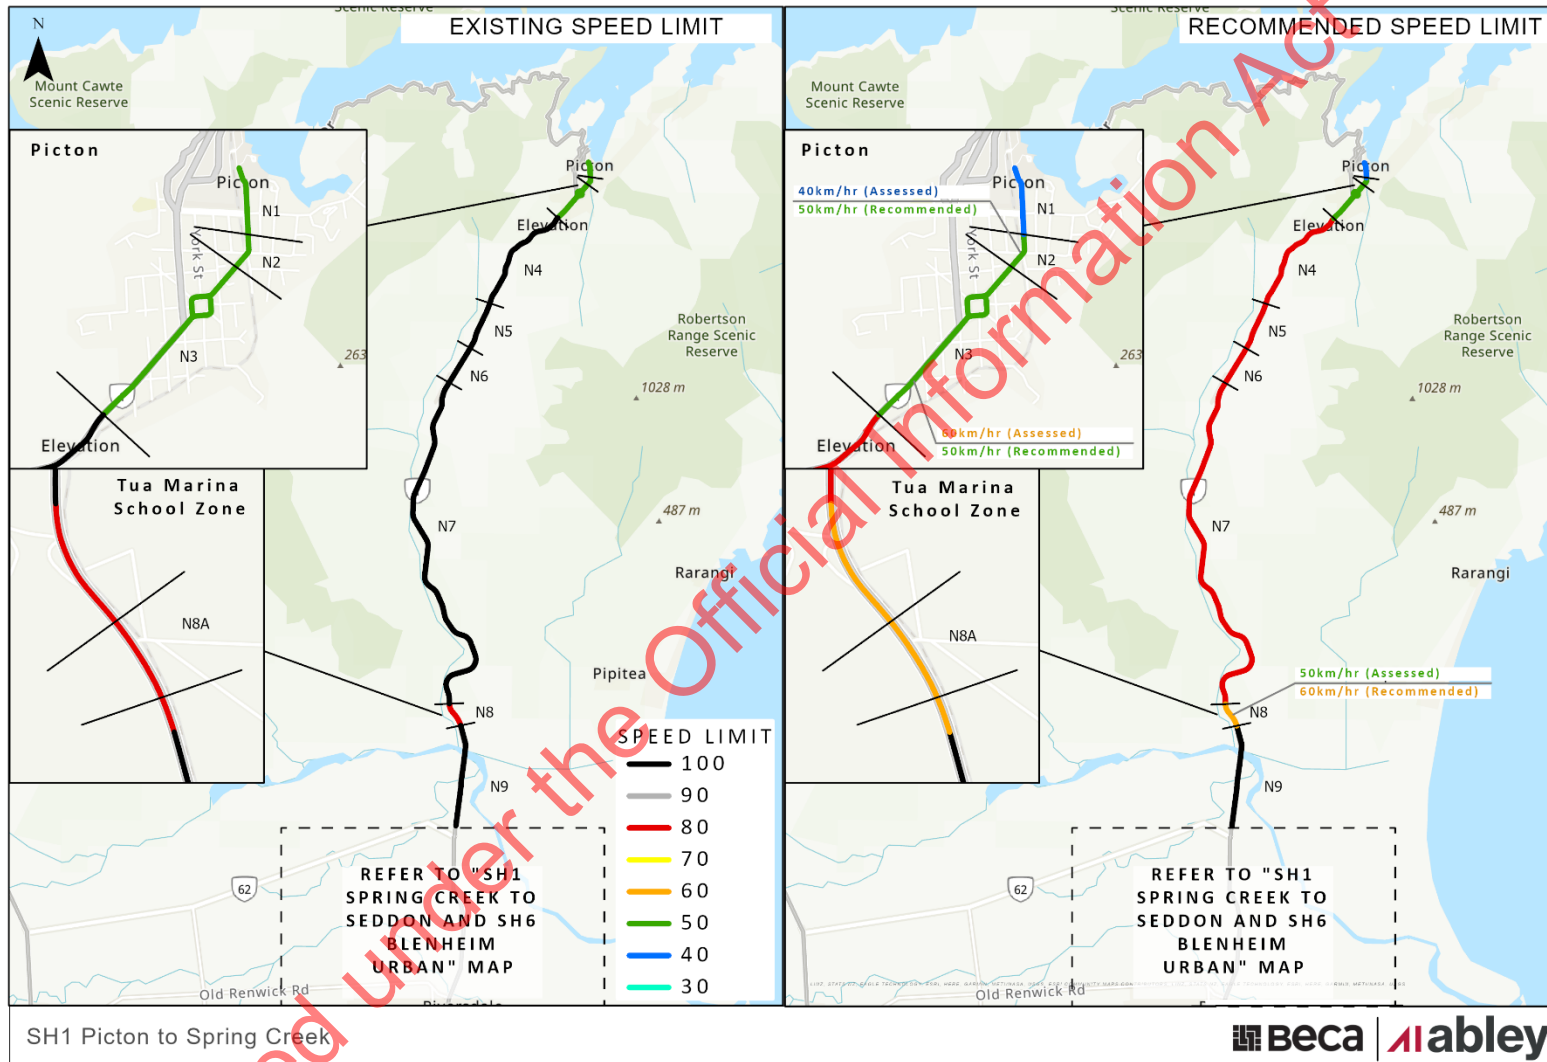 Scenic Reserve
EXISTING SPEED LIMIT
N
Mount Cawte
Scenic Reserve
Picton
Picton
N1
York St
N2
N3
Elevation
263
Picton
Elevation
N4
N5
N6
Robertson
Range Scenic
Reserve
1028 m
487 m
N7
Rarangi
Tua Marina
School Zone
N8A
Pipitea
N8
N9
SPEED LIMIT
100
90
80
70
60
50
40
30
62
REFER TO "SH1
SPRING CREEK TO
SEDDON AND SH6
BLENHEIM
URBAN" MAP
Old Renwick Rd
Scenic Reserve
RECOMMENDED SPEED LIMIT
Mount Cawte
Scenic Reserve
Picton
40km/hr (Assessed)
50km/hr (Recommended)
Picton
N1
York St
N2
N3
60km/hr (Assessed)
50km/hr (Recommended)
Elevation
263
Picton
Elevation
N4
N5
N6
Robertson
Range Scenic
Reserve
1028 m
487 m
N7
Rarangi
Tua Marina
School Zone
N8A
50km/hr (Assessed)
60km/hr (Recommended)
N8
N9
62
REFER TO "SH1
SPRING CREEK TO
SEDDON AND SH6
BLENHEIM
URBAN" MAP
Old Renwick Rd
SH1 Picton to Spring Creek
Beca
abley
under the Official Information Act